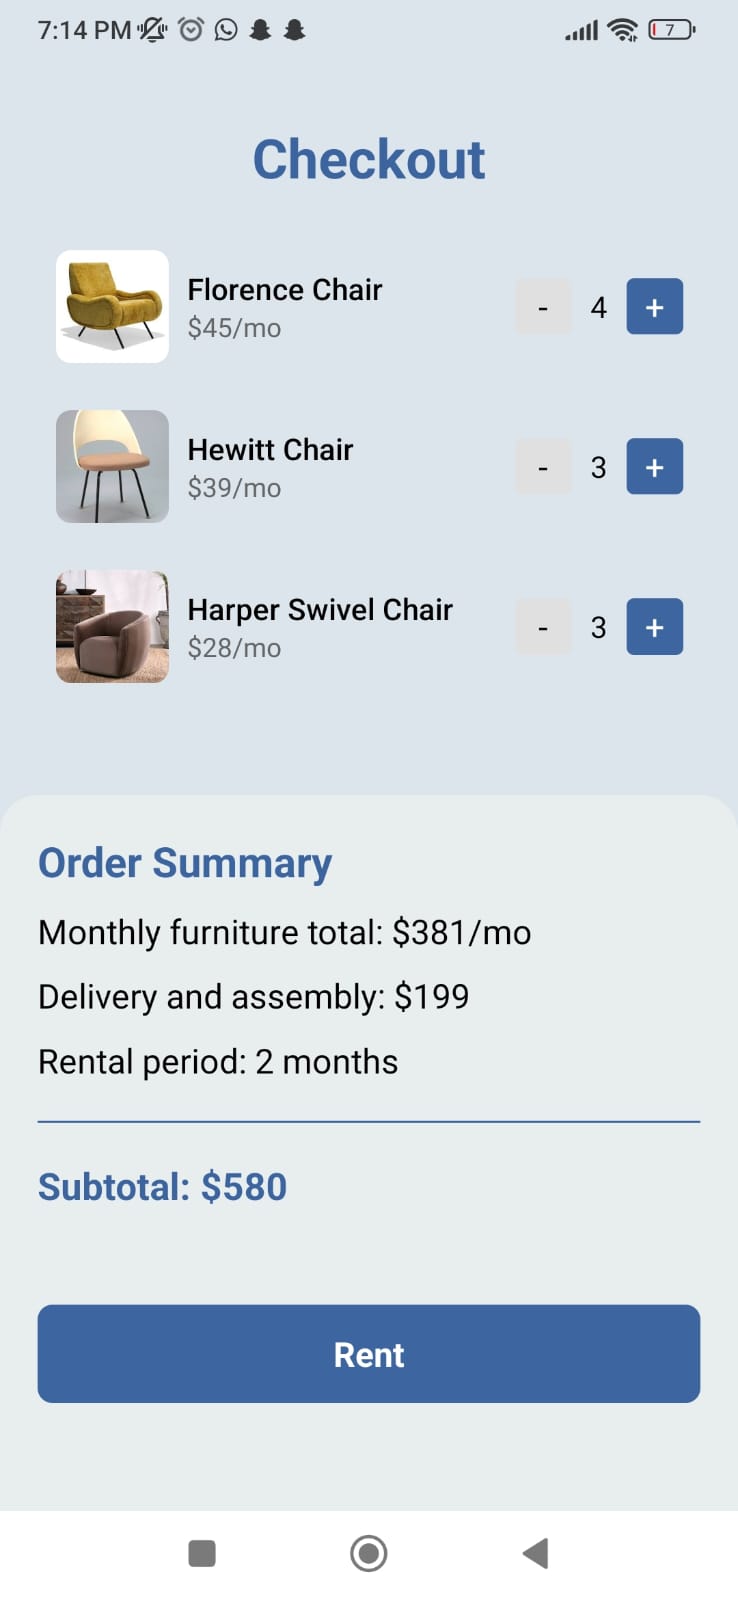 7:14 PM
7
Checkout
Florence Chair
$45/mo
- 4 +
Hewitt Chair
$39/mo
- 3 +
Harper Swivel Chair
$28/mo
- 3 +
Order Summary
Monthly furniture total: $381/mo
Delivery and assembly: $199
Rental period: 2 months
Subtotal: $580
Rent